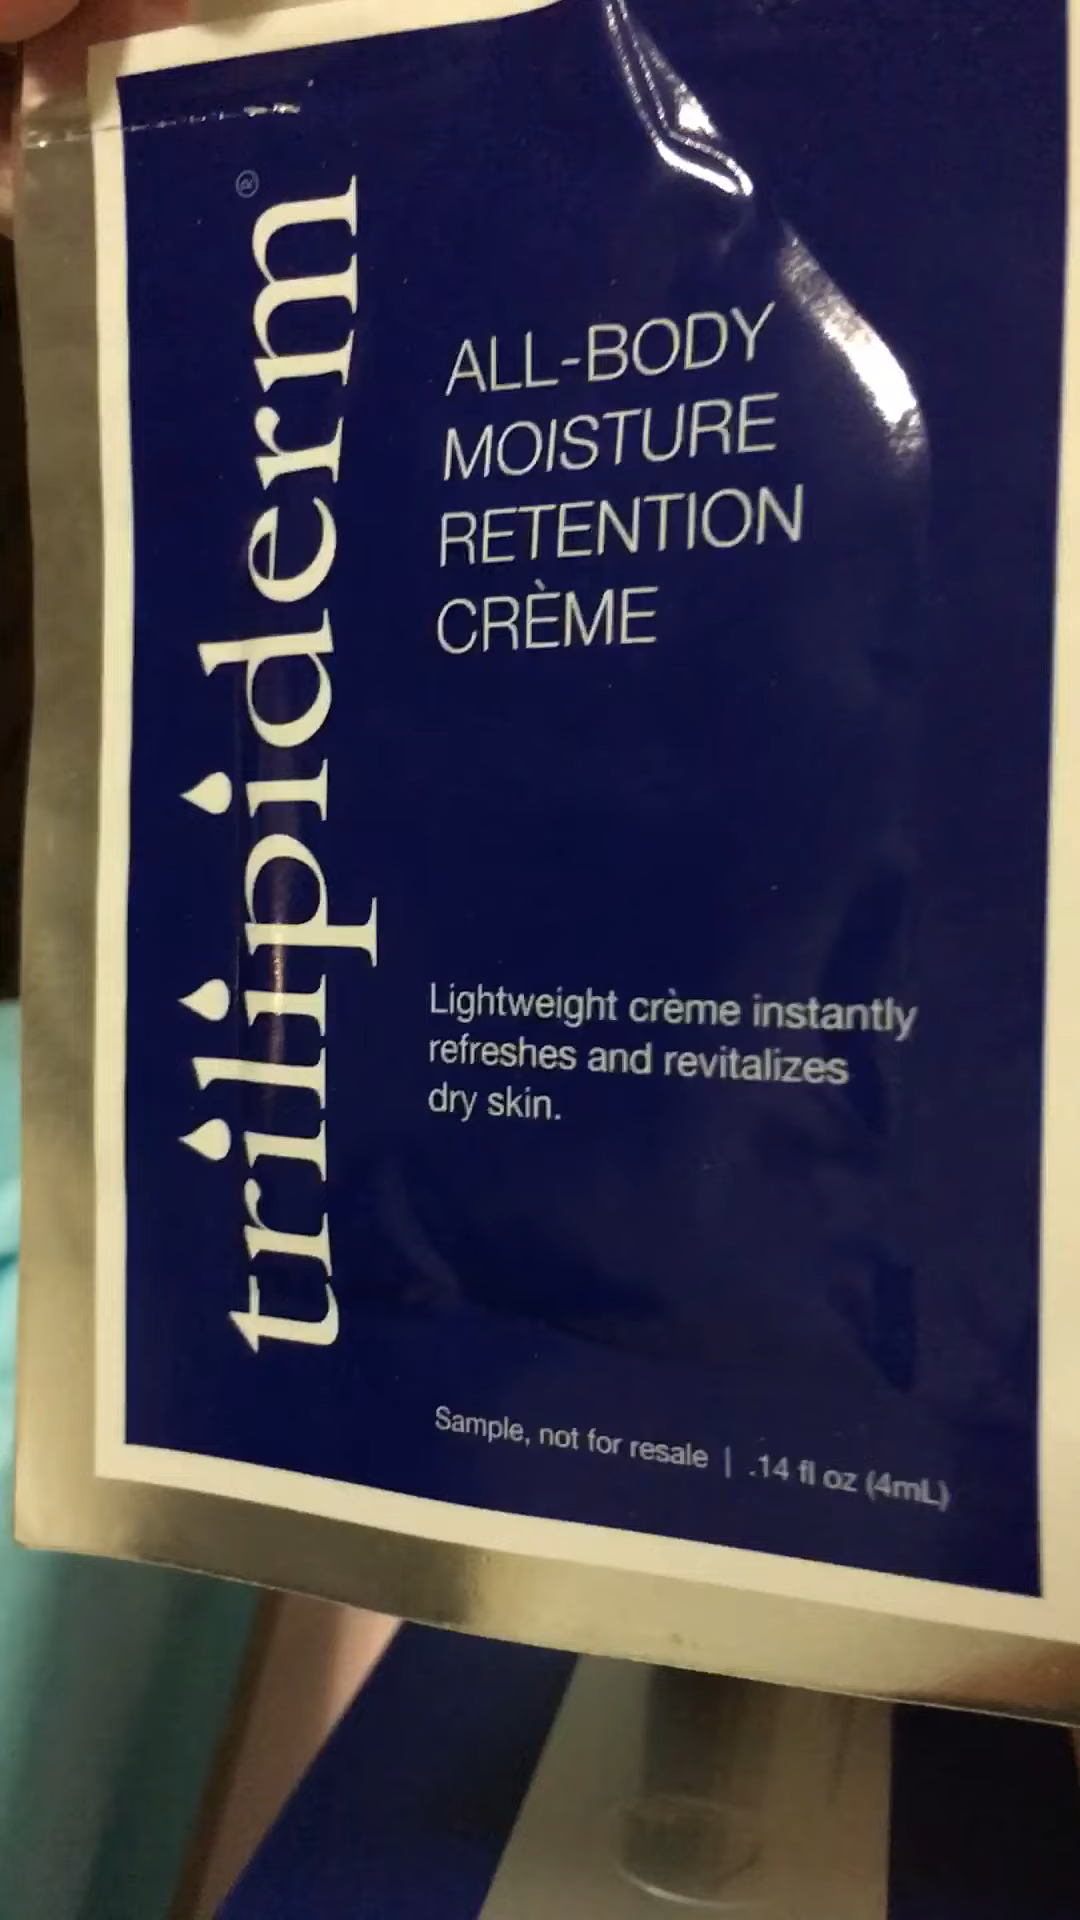 trilipiderm®
ALL-BODY
MOISTURE
RETENTION
CRÈME
Lightweight crème instantly
refreshes and revitalizes
dry skin.
Sample, not for resale | .14 fl oz (4mL)